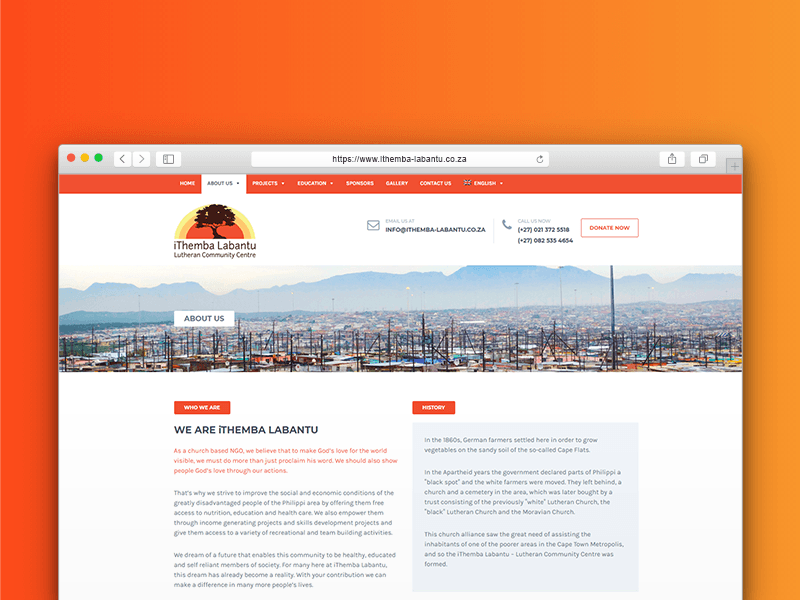 https://www.ithemba-labantu.co.za
HOME ABOUT US PROJECTS EDUCATION SPONSORS GALLERY CONTACT US ENGLISH
iThemba Labantu
Lutheran Community Centre
EMAIL US AT
INFO@ITHEMBA-LABANTU.CO.ZA
CALL US NOW
(+27) 021 372 5518
(+27) 082 535 4654
DONATE NOW
ABOUT US
WHO WE ARE
WE ARE iTHEMBA LABANTU
As a church based NGO, we believe that to make God's love for the world
visible, we must do more than just proclaim his word. We should also show
people God's love through our actions.
That's why we strive to improve the social and economic conditions of the
greatly disadvantaged people of the Philippi area by offering them free
access to nutrition, education and health care. We also empower them
through income generating projects and skills development projects and
give them access to a variety of recreational and team building activities.
We dream of a future that enables this community to be healthy, educated
and self reliant members of society. For many here at iThemba Labantu,
this dream has already become a reality. With your contribution we can
make a difference in many more people's lives.
HISTORY
In the 1860s, German farmers settled here in order to grow
vegetables on the sandy soil of the so-called Cape Flats.
In the Apartheid years the government declared parts of Philippi a
"black spot" and the white farmers were moved. They left behind, a
church and a cemetery in the area, which was later bought by a
trust consisting of the previously "white" Lutheran Church, the
"black" Lutheran Church and the Moravian Church.
This church alliance saw the great need of assisting the
inhabitants of one of the poorer areas in the Cape Town Metropolis,
and so the iThemba Labantu – Lutheran Community Centre was
formed.